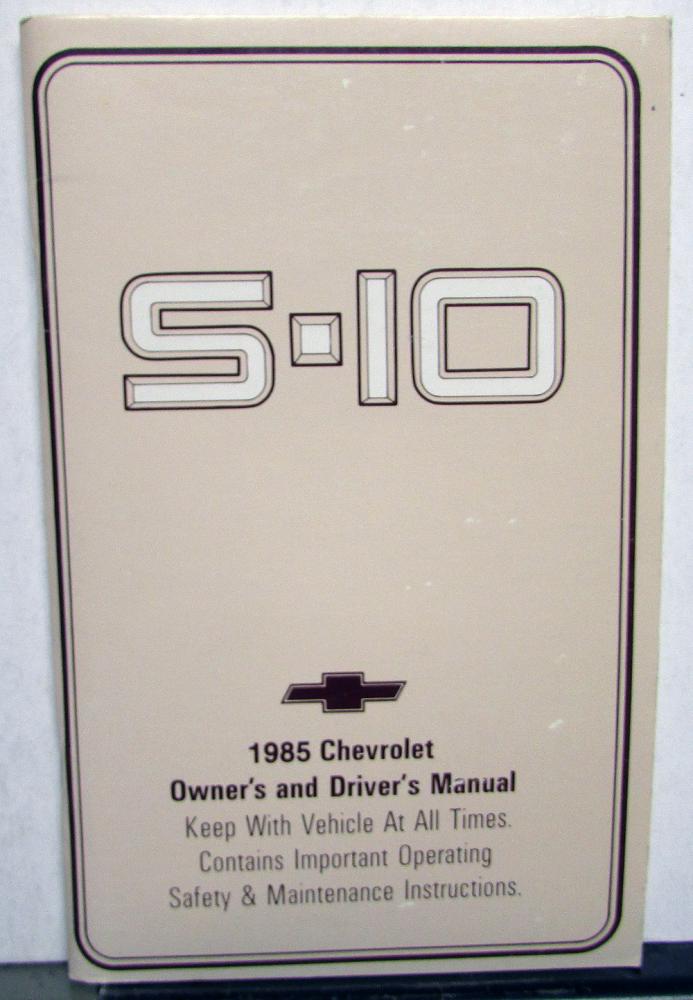 S-10
1985 Chevrolet
Owner's and Driver's Manual
Keep With Vehicle At All Times.
Contains Important Operating
Safety & Maintenance Instructions.